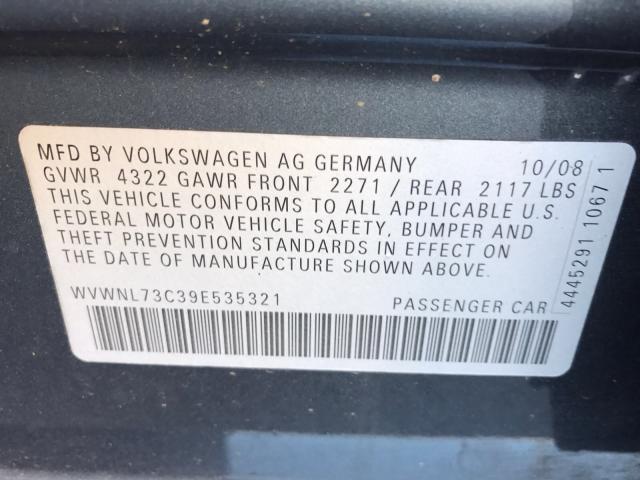 MFD BY VOLKSWAGEN AG GERMANY 10/08
GVWR 4322 GAWR FRONT 2271 / REAR 2117 LBS
THIS VEHICLE CONFORMS TO ALL APPLICABLE U.S.
FEDERAL MOTOR VEHICLE SAFETY, BUMPER AND
THEFT PREVENTION STANDARDS IN EFFECT ON
THE DATE OF MANUFACTURE SHOWN ABOVE.
WVWNL73C39E535321 PASSENGER CAR
4445291 1067 1